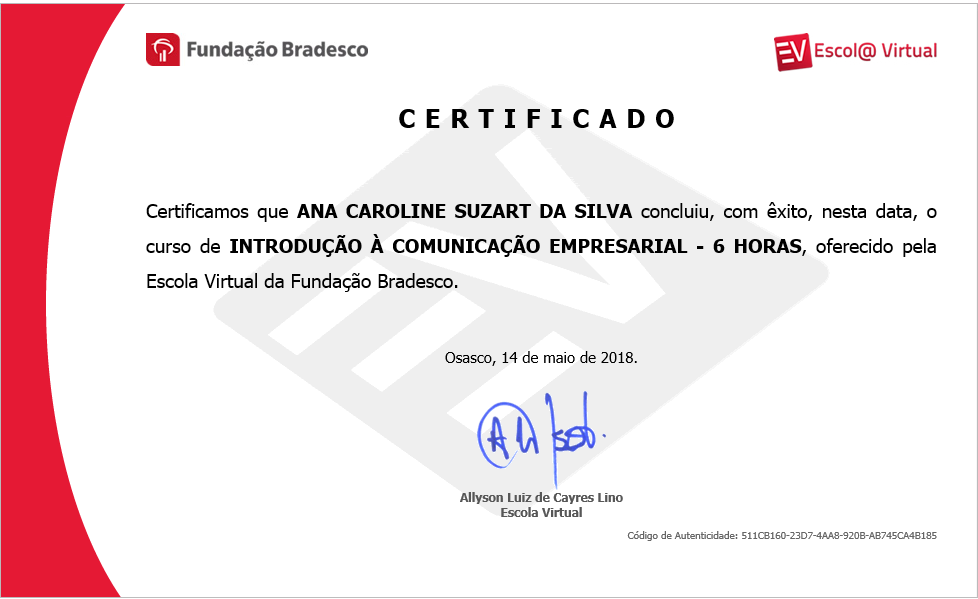 Fundação Bradesco
EV Escol@ Virtual
CERTIFICADO
Certificamos que ANA CAROLINE SUZART DA SILVA concluiu, com êxito, nesta data, o
curso de INTRODUÇÃO À COMUNICAÇÃO EMPRESARIAL - 6 HORAS, oferecido pela
Escola Virtual da Fundação Bradesco.
Osasco, 14 de maio de 2018.
Allyson Luiz de Cayres Lino
Escola Virtual
Código de Autenticidade: 511CB160-23D7-4AA8-920B-AB745CA4B185